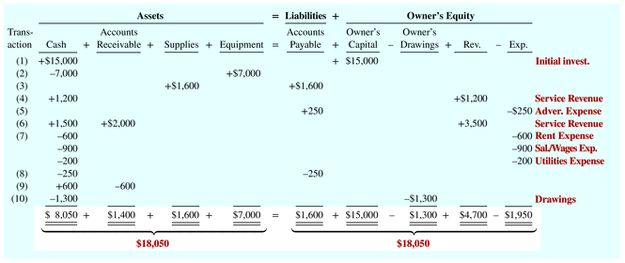 Assets = Liabilities + Owner's Equity
Trans- Accounts Accounts Owner's Owner's
action Cash + Receivable + Supplies + Equipment = Payable + Capital – Drawings + Rev. – Exp.
(1) +$15,000 + $15,000 Initial invest.
(2) –7,000 +$7,000
(3) +$1,600 +$1,600
(4) +1,200 +$1,200 Service Revenue
(5) +250 –$250 Adver. Expense
(6) +1,500 +$2,000 +3,500 Service Revenue
(7) –600 –600 Rent Expense
–900 –900 Sal./Wages Exp.
–200 –200 Utilities Expense
(8) –250 –250
(9) +600 –600
(10) –1,300 –$1,300 Drawings
$ 8,050 + $1,400 + $1,600 + $7,000 = $1,600 + $15,000 – $1,300 + $4,700 – $1,950
$18,050 $18,050